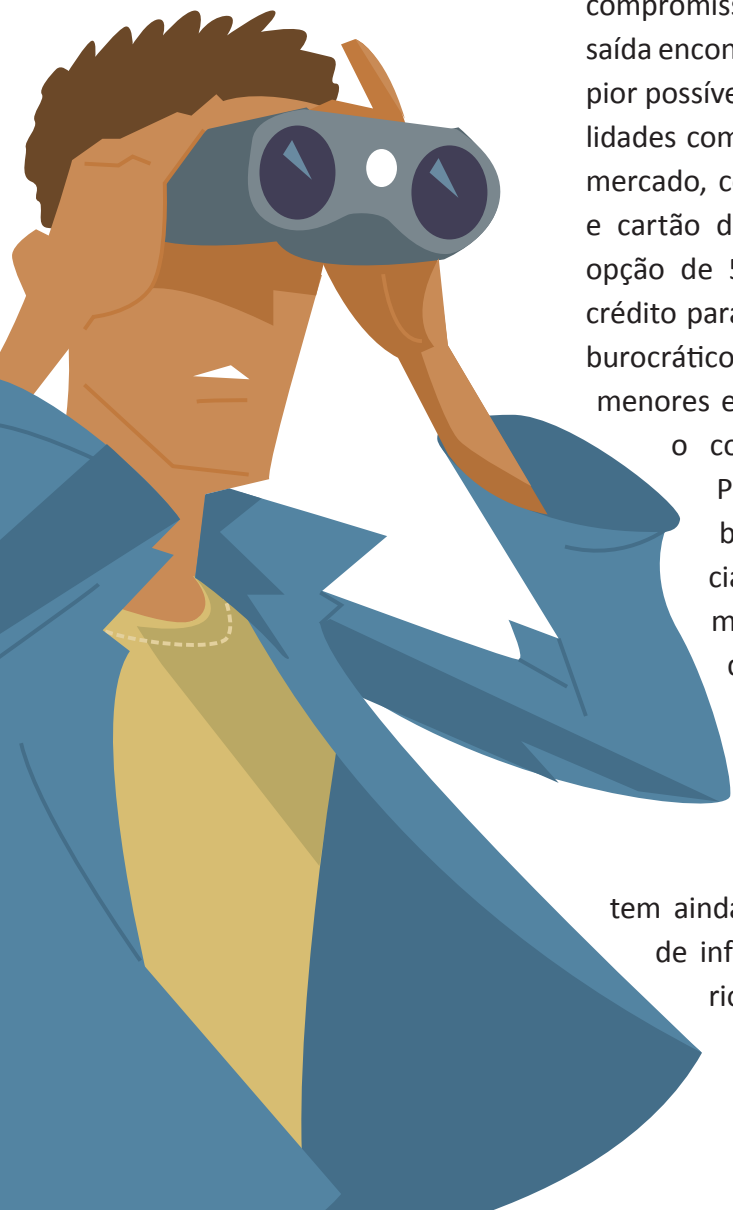 compromiss
saída encon
pior possíve
lidades com
mercado, c
e cartão d
opção de 5
crédito para
burocrático
menores e
o co
P
b
cia
m
c
tem ainda
de inf
ric